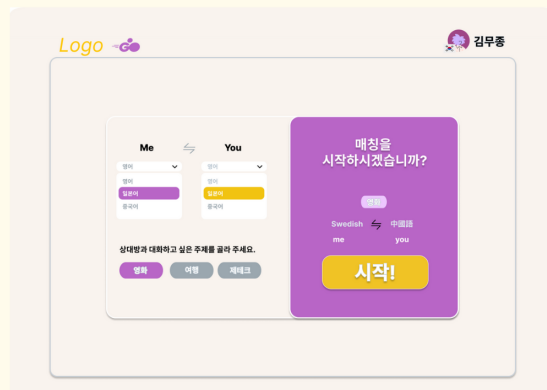 Logo
김무종
Me
You
영어
영어
영어
일본어
중국어
영어
일본어
중국어
상대방과 대화하고 싶은 주제를 골라 주세요.
영화
여행
재테크
매칭을
시작하시겠습니까?
영화
Swedish
中國語
me
you
시작!